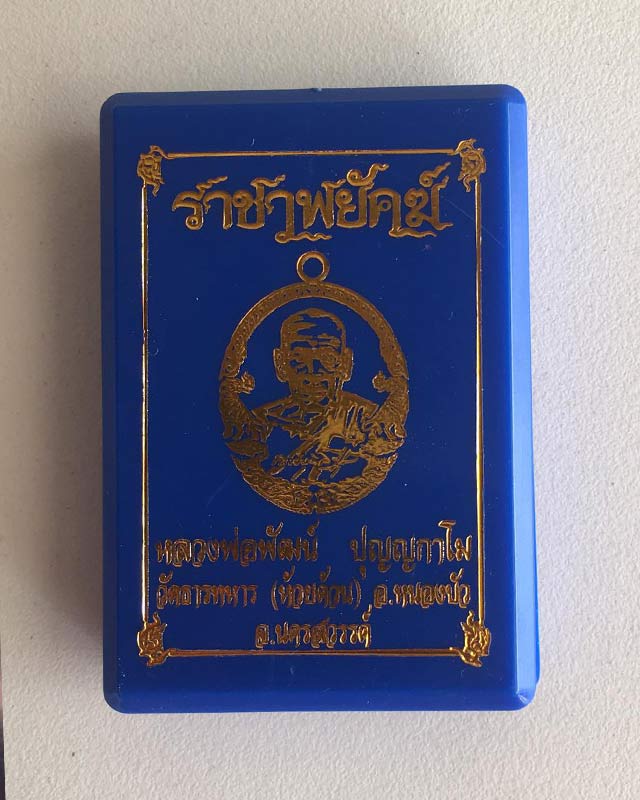 ราชาพยัคฆ์
หลวงพ่อพัฒน์ ปุญญกาโม
วัดธารทหาร (ห้วยด้วน) อ.หนองบัว
จ.นครสวรรค์